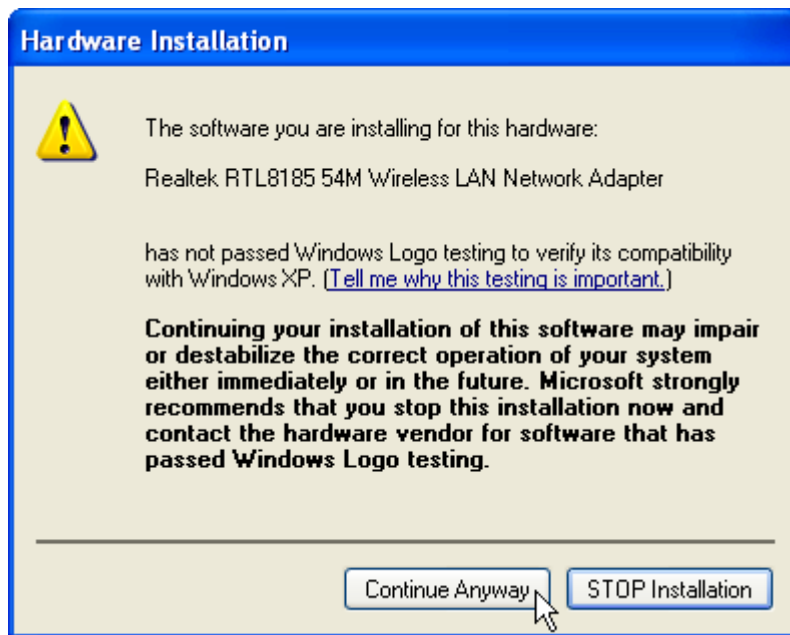 Hardware Installation
The software you are installing for this hardware:
Realtek RTL8185 54M Wireless LAN Network Adapter
has not passed Windows Logo testing to verify its compatibility
with Windows XP. (Tell me why this testing is important.)
Continuing your installation of this software may impair
or destabilize the correct operation of your system
either immediately or in the future. Microsoft strongly
recommends that you stop this installation now and
contact the hardware vendor for software that has
passed Windows Logo testing.
Continue Anyway
STOP Installation